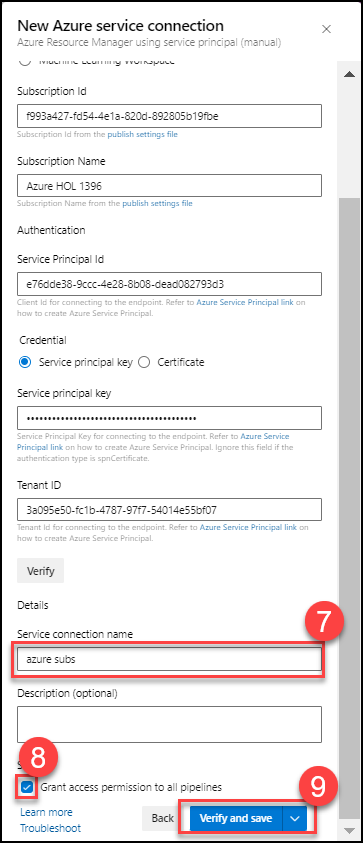 New Azure service connection
Azure Resource Manager using service principal (manual)
Machine Learning Workspace
Subscription Id
f993a427-fd54-4e1a-820d-892805b19fbe
Subscription Id from the publish settings file
Subscription Name
Azure HOL 1396
Subscription Name from the publish settings file
Authentication
Service Principal Id
e76dde38-9ccc-4e28-8b08-dead082793d3
Client Id for connecting to the endpoint. Refer to Azure Service Principal link on
how to create Azure Service Principal.
Credential
Service principal key
Certificate
Service principal key
••••••••••••••••••••••••••••••••••••••••
Service Principal Key for connecting to the endpoint. Refer to Azure Service
Principal link on how to create Azure Service Principal. Ignore this field if the
authentication type is spnCertificate.
Tenant ID
3a095e50-fc1b-4787-97f7-54014e55bf07
Tenant Id for connecting to the endpoint. Refer to Azure Service Principal link on
how to create Azure Service Principal.
Verify
Details
7
Service connection name
azure subs
Description (optional)
8
Grant access permission to all pipelines
9
Learn more
Troubleshoot
Back
Verify and save